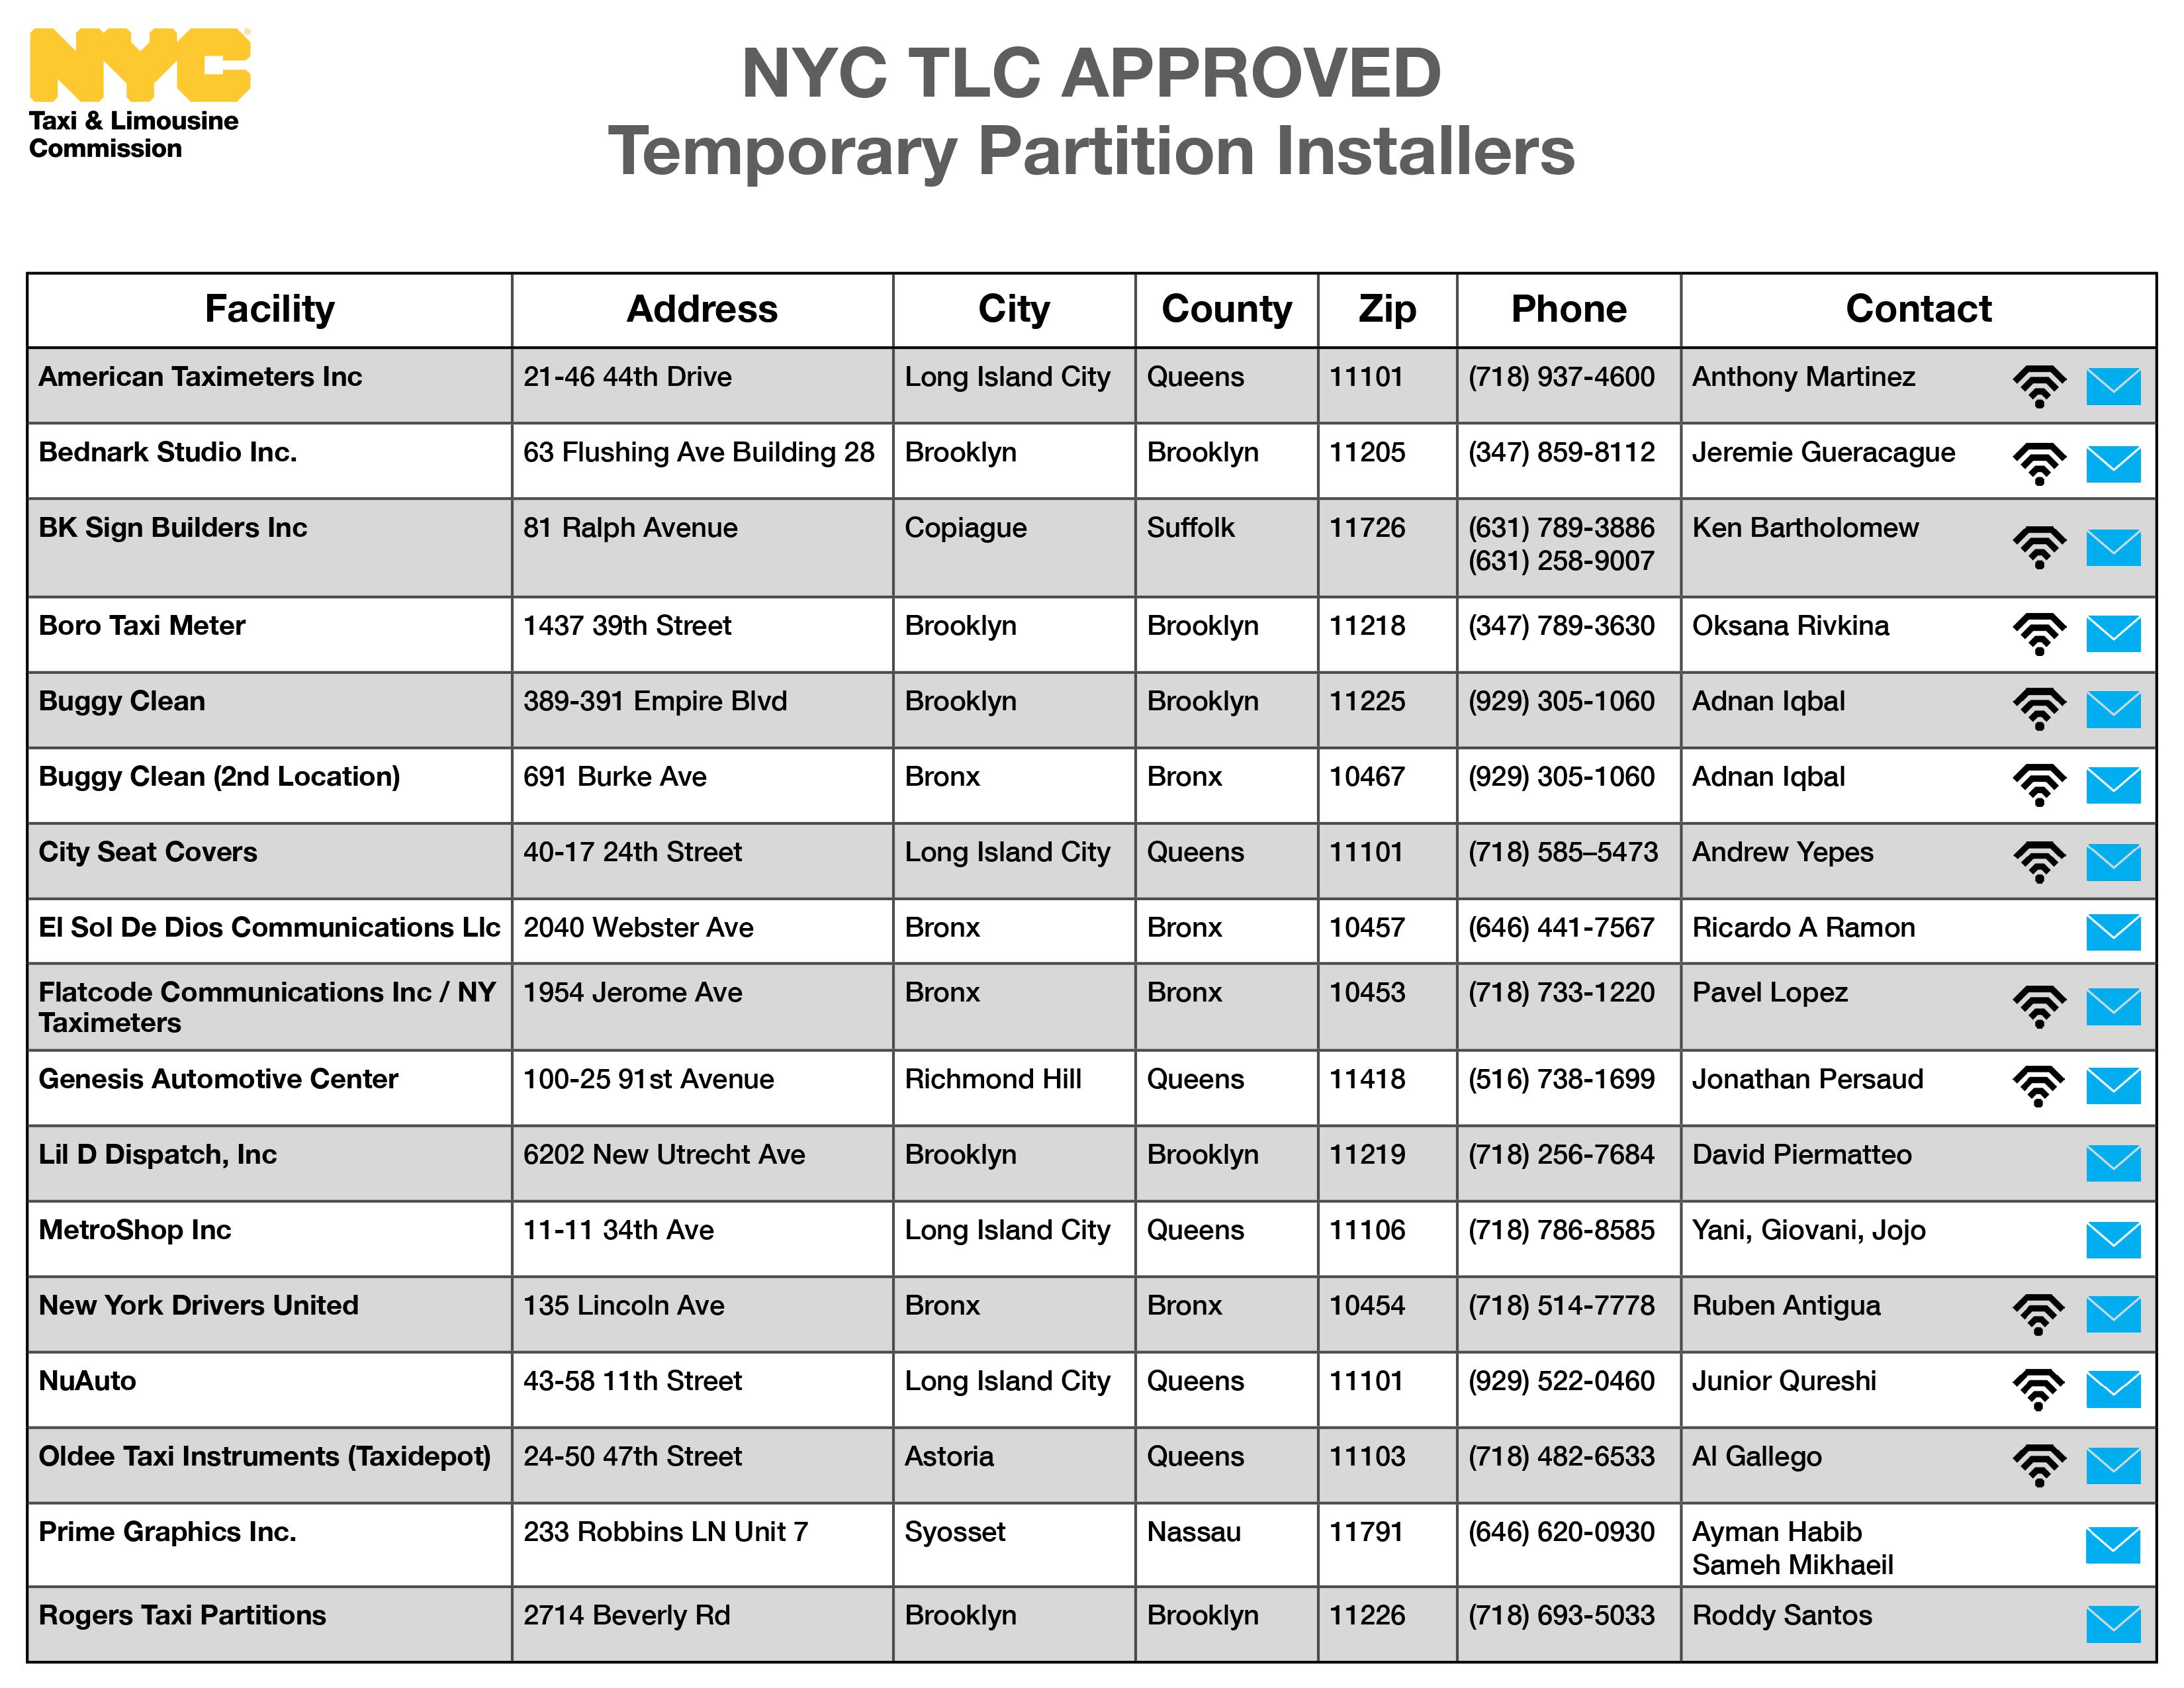 NYC
Taxi & Limousine
Commission
NYC TLC APPROVED
Temporary Partition Installers
Facility Address City County Zip Phone Contact
American Taximeters Inc 21-46 44th Drive Long Island City Queens 11101 (718) 937-4600 Anthony Martinez
Bednark Studio Inc. 63 Flushing Ave Building 28 Brooklyn Brooklyn 11205 (347) 859-8112 Jeremie Gueracague
BK Sign Builders Inc 81 Ralph Avenue Copiague Suffolk 11726 (631) 789-3886 Ken Bartholomew
(631) 258-9007
Boro Taxi Meter 1437 39th Street Brooklyn Brooklyn 11218 (347) 789-3630 Oksana Rivkina
Buggy Clean 389-391 Empire Blvd Brooklyn Brooklyn 11225 (929) 305-1060 Adnan Iqbal
Buggy Clean (2nd Location) 691 Burke Ave Bronx Bronx 10467 (929) 305-1060 Adnan Iqbal
City Seat Covers 40-17 24th Street Long Island City Queens 11101 (718) 585–5473 Andrew Yepes
El Sol De Dios Communications Llc 2040 Webster Ave Bronx Bronx 10457 (646) 441-7567 Ricardo A Ramon
Flatcode Communications Inc / NY 1954 Jerome Ave Bronx Bronx 10453 (718) 733-1220 Pavel Lopez
Taximeters
Genesis Automotive Center 100-25 91st Avenue Richmond Hill Queens 11418 (516) 738-1699 Jonathan Persaud
Lil D Dispatch, Inc 6202 New Utrecht Ave Brooklyn Brooklyn 11219 (718) 256-7684 David Piermatteo
MetroShop Inc 11-11 34th Ave Long Island City Queens 11106 (718) 786-8585 Yani, Giovani, Jojo
New York Drivers United 135 Lincoln Ave Bronx Bronx 10454 (718) 514-7778 Ruben Antigua
NuAuto 43-58 11th Street Long Island City Queens 11101 (929) 522-0460 Junior Qureshi
Oldee Taxi Instruments (Taxidepot) 24-50 47th Street Astoria Queens 11103 (718) 482-6533 Al Gallego
Prime Graphics Inc. 233 Robbins LN Unit 7 Syosset Nassau 11791 (646) 620-0930 Ayman Habib
Sameh Mikhaeil
Rogers Taxi Partitions 2714 Beverly Rd Brooklyn Brooklyn 11226 (718) 693-5033 Roddy Santos